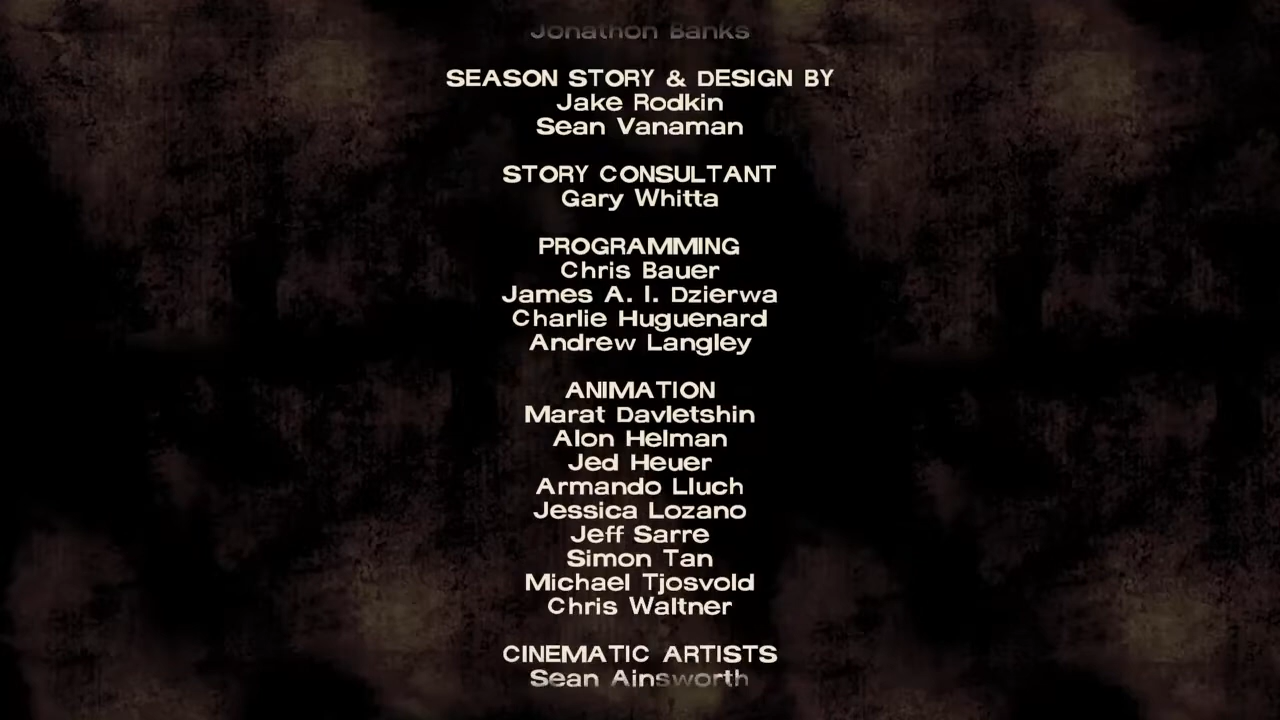 Jonathon Banks
SEASON STORY & DESIGN BY
Jake Rodkin
Sean Vanaman
STORY CONSULTANT
Gary Whitta
PROGRAMMING
Chris Bauer
James A. I. Dzierwa
Charlie Huguenard
Andrew Langley
ANIMATION
Marat Davletshin
Alon Helman
Jed Heuer
Armando Lluch
Jessica Lozano
Jeff Sarre
Simon Tan
Michael Tjosvold
Chris Waltner
CINEMATIC ARTISTS
Sean Ainsworth